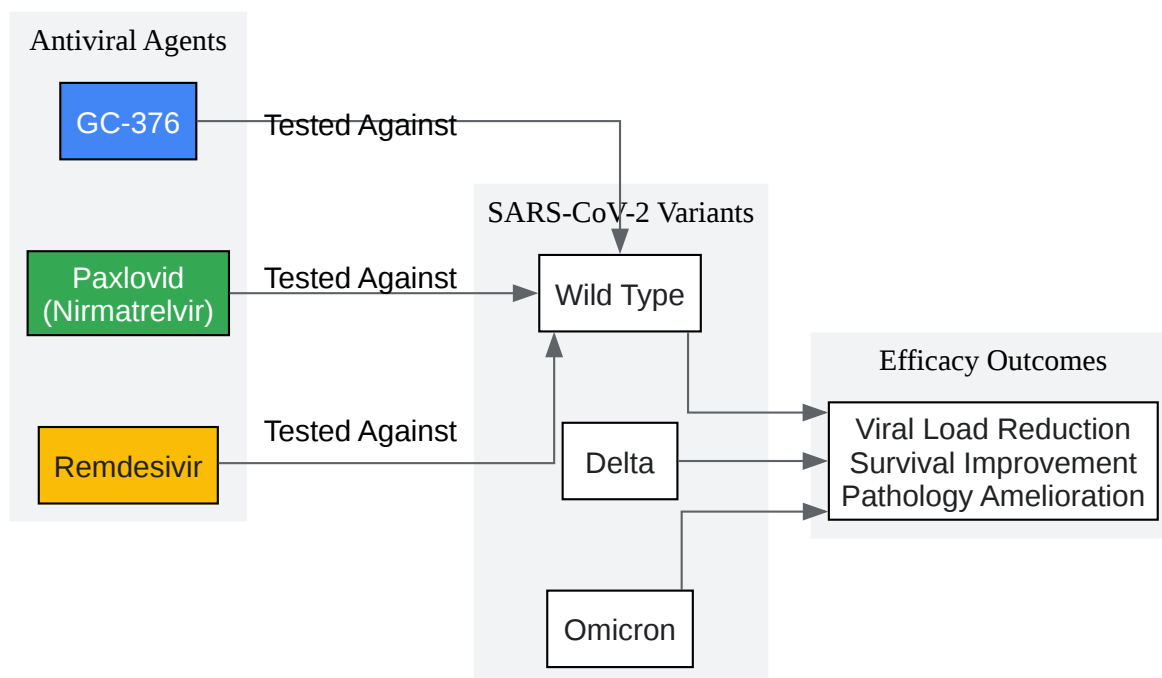 Antiviral Agents
GC-376
Tested Against
SARS-CoV-2 Variants
Paxlovid
(Nirmatrelvir)
Tested Against
Wild Type
Efficacy Outcomes
Remdesivir
Tested Against
Delta
Viral Load Reduction
Survival Improvement
Pathology Amelioration
Omicron